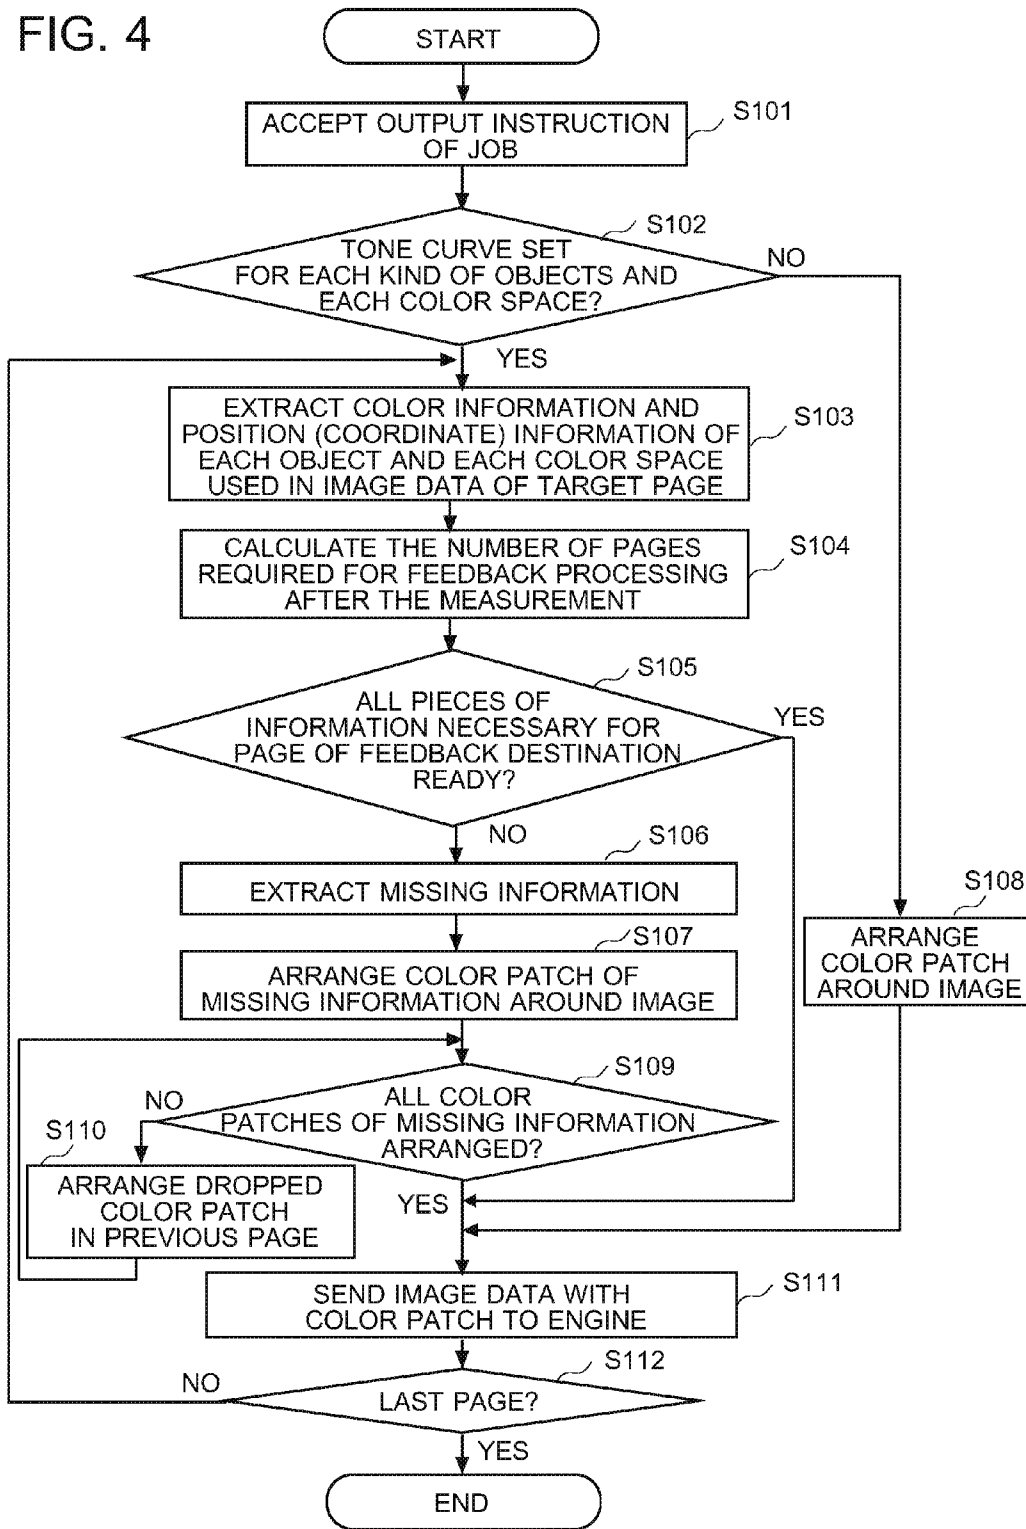 FIG. 4
START
ACCEPT OUTPUT INSTRUCTION
OF JOB
S101
TONE CURVE SET
FOR EACH KIND OF OBJECTS AND
EACH COLOR SPACE?
S102
NO
YES
EXTRACT COLOR INFORMATION AND
POSITION (COORDINATE) INFORMATION OF
EACH OBJECT AND EACH COLOR SPACE
USED IN IMAGE DATA OF TARGET PAGE
S103
CALCULATE THE NUMBER OF PAGES
REQUIRED FOR FEEDBACK PROCESSING
AFTER THE MEASUREMENT
S104
ALL PIECES OF
INFORMATION NECESSARY FOR
PAGE OF FEEDBACK DESTINATION
READY?
S105
YES
NO
S106
EXTRACT MISSING INFORMATION
S107
ARRANGE COLOR PATCH OF
MISSING INFORMATION AROUND IMAGE
S108
ARRANGE
COLOR PATCH
AROUND IMAGE
S109
ALL COLOR
PATCHES OF MISSING INFORMATION
ARRANGED?
NO
S110
ARRANGE DROPPED
COLOR PATCH
IN PREVIOUS PAGE
YES
SEND IMAGE DATA WITH
COLOR PATCH TO ENGINE
S111
S112
NO
LAST PAGE?
YES
END